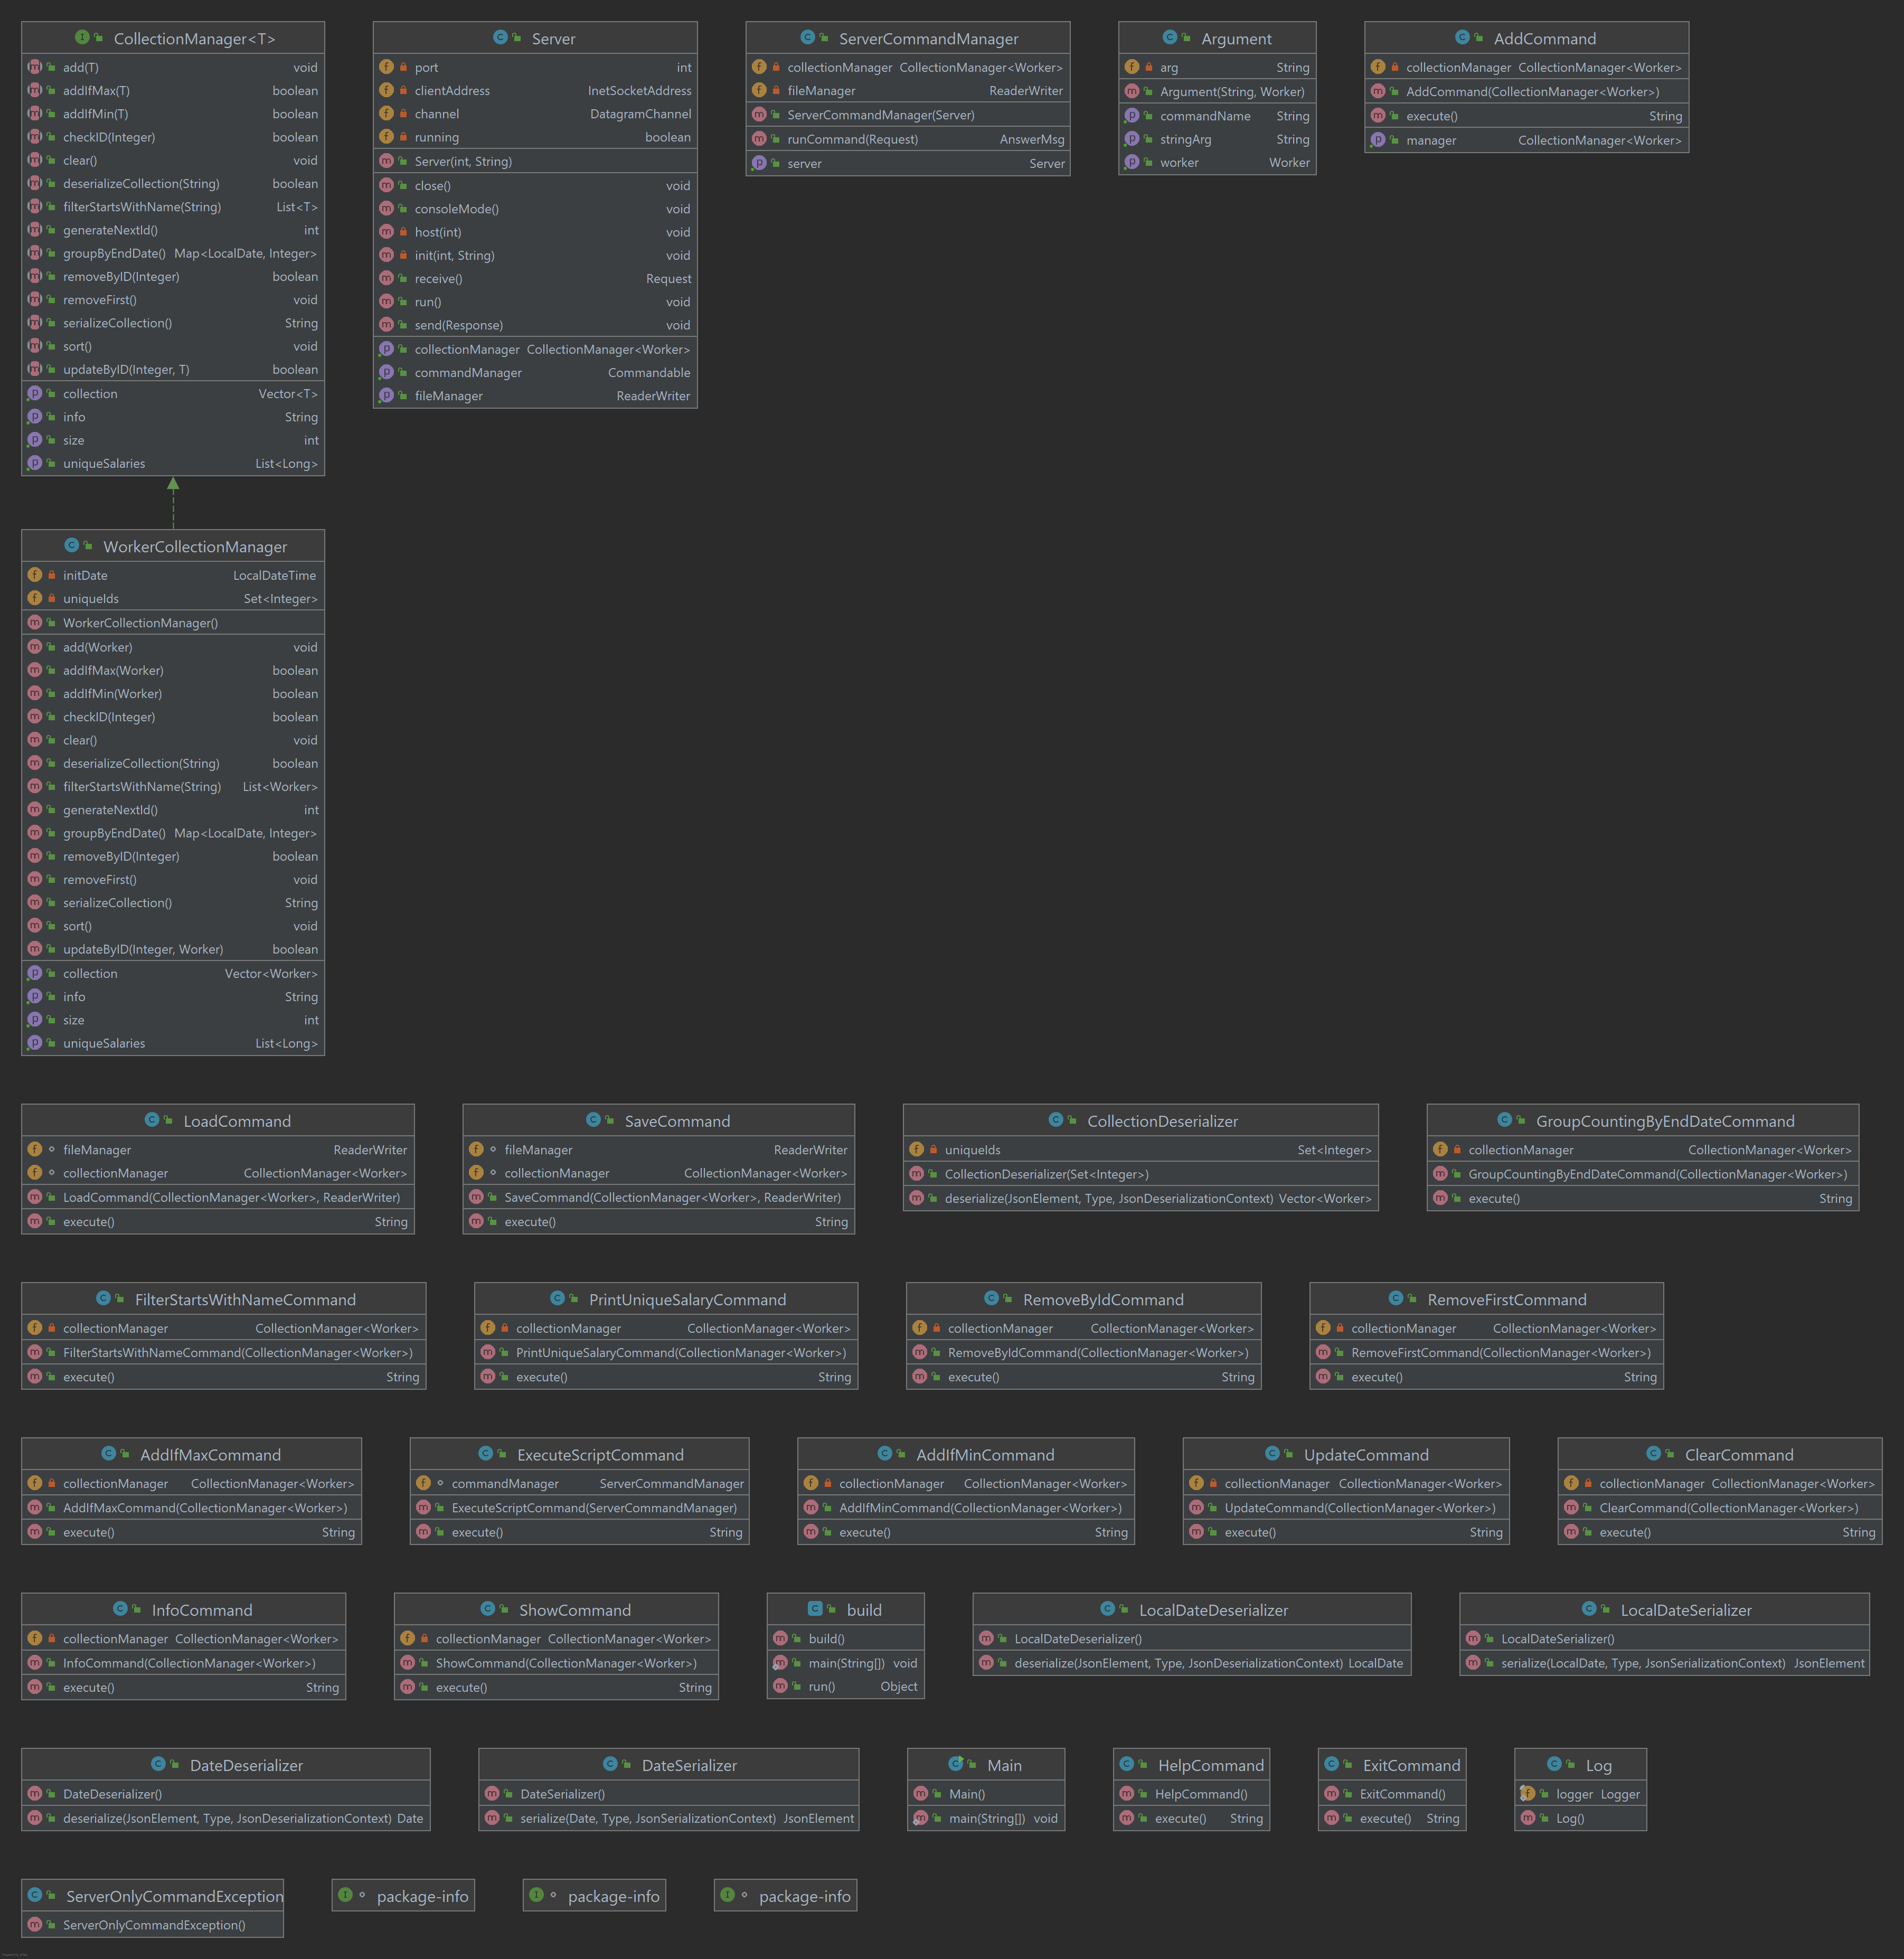 CollectionManager<T>
add(T) void
addIfMax(T) boolean
addIfMin(T) boolean
checkID(Integer) boolean
clear() void
deserializeCollection(String) boolean
filterStartsWithName(String) List<T>
generateNextId() int
groupByEndDate() Map<LocalDate, Integer>
removeByID(Integer) boolean
removeFirst() void
serializeCollection() String
sort() void
updateByID(Integer, T) boolean
collection Vector<T>
info String
size int
uniqueSalaries List<Long>
Server
port int
clientAddress InetSocketAddress
channel DatagramChannel
running boolean
Server(int, String)
close() void
consoleMode() void
host(int) void
init(int, String) void
receive() Request
run() void
send(Response) void
collectionManager CollectionManager<Worker>
commandManager Commandable
fileManager ReaderWriter
ServerCommandManager
collectionManager CollectionManager<Worker>
fileManager ReaderWriter
ServerCommandManager(Server)
runCommand(Request) AnswerMsg
server Server
Argument
arg String
Argument(String, Worker)
commandName String
stringArg String
worker Worker
AddCommand
collectionManager CollectionManager<Worker>
AddCommand(CollectionManager<Worker>)
execute() String
manager CollectionManager<Worker>
WorkerCollectionManager
initDate LocalDateTime
uniqueIds Set<Integer>
WorkerCollectionManager()
add(Worker) void
addIfMax(Worker) boolean
addIfMin(Worker) boolean
checkID(Integer) boolean
clear() void
deserializeCollection(String) boolean
filterStartsWithName(String) List<Worker>
generateNextId() int
groupByEndDate() Map<LocalDate, Integer>
removeByID(Integer) boolean
removeFirst() void
serializeCollection() String
sort() void
updateByID(Integer, Worker) boolean
collection Vector<Worker>
info String
size int
uniqueSalaries List<Long>
LoadCommand
fileManager ReaderWriter
collectionManager CollectionManager<Worker>
LoadCommand(CollectionManager<Worker>, ReaderWriter)
execute() String
SaveCommand
fileManager ReaderWriter
collectionManager CollectionManager<Worker>
SaveCommand(CollectionManager<Worker>, ReaderWriter)
execute() String
CollectionDeserializer
uniqueIds Set<Integer>
CollectionDeserializer(Set<Integer>)
deserialize(JsonElement, Type, JsonDeserializationContext) Vector<Worker>
GroupCountingByEndDateCommand
collectionManager CollectionManager<Worker>
GroupCountingByEndDateCommand(CollectionManager<Worker>)
execute() String
FilterStartsWithNameCommand
collectionManager CollectionManager<Worker>
FilterStartsWithNameCommand(CollectionManager<Worker>)
execute() String
PrintUniqueSalaryCommand
collectionManager CollectionManager<Worker>
PrintUniqueSalaryCommand(CollectionManager<Worker>)
execute() String
RemoveByIdCommand
collectionManager CollectionManager<Worker>
RemoveByIdCommand(CollectionManager<Worker>)
execute() String
RemoveFirstCommand
collectionManager CollectionManager<Worker>
RemoveFirstCommand(CollectionManager<Worker>)
execute() String
AddIfMaxCommand
collectionManager CollectionManager<Worker>
AddIfMaxCommand(CollectionManager<Worker>)
execute() String
ExecuteScriptCommand
commandManager ServerCommandManager
ExecuteScriptCommand(ServerCommandManager)
execute() String
AddIfMinCommand
collectionManager CollectionManager<Worker>
AddIfMinCommand(CollectionManager<Worker>)
execute() String
UpdateCommand
collectionManager CollectionManager<Worker>
UpdateCommand(CollectionManager<Worker>)
execute() String
ClearCommand
collectionManager CollectionManager<Worker>
ClearCommand(CollectionManager<Worker>)
execute() String
InfoCommand
collectionManager CollectionManager<Worker>
InfoCommand(CollectionManager<Worker>)
execute() String
ShowCommand
collectionManager CollectionManager<Worker>
ShowCommand(CollectionManager<Worker>)
execute() String
build
build()
main(String[]) void
run() Object
LocalDateDeserializer
LocalDateDeserializer()
deserialize(JsonElement, Type, JsonDeserializationContext) LocalDate
LocalDateSerializer
LocalDateSerializer()
serialize(LocalDate, Type, JsonSerializationContext) JsonElement
DateDeserializer
DateDeserializer()
deserialize(JsonElement, Type, JsonDeserializationContext) Date
DateSerializer
DateSerializer()
serialize(Date, Type, JsonSerializationContext) JsonElement
Main
Main()
main(String[]) void
HelpCommand
HelpCommand()
execute() String
ExitCommand
ExitCommand()
execute() String
Log
logger Logger
Log()
ServerOnlyCommandException
ServerOnlyCommandException()
package-info
package-info
package-info